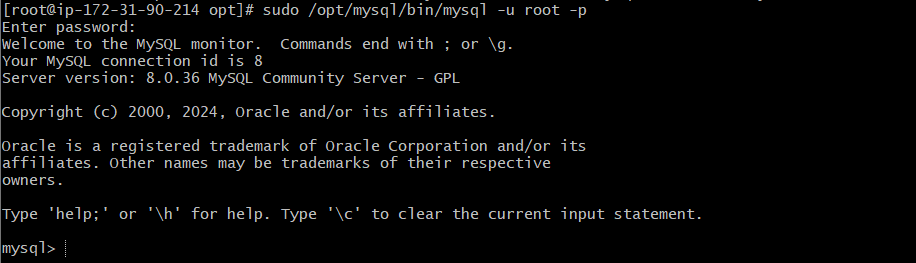 [root@ip-172-31-90-214 opt]# sudo /opt/mysql/bin/mysql -u root -p
Enter password:
Welcome to the MySQL monitor.  Commands end with ; or \g.
Your MySQL connection id is 8
Server version: 8.0.36 MySQL Community Server - GPL

Copyright (c) 2000, 2024, Oracle and/or its affiliates.

Oracle is a registered trademark of Oracle Corporation and/or its
affiliates. Other names may be trademarks of their respective
owners.

Type 'help;' or '\h' for help. Type '\c' to clear the current input statement.

mysql>